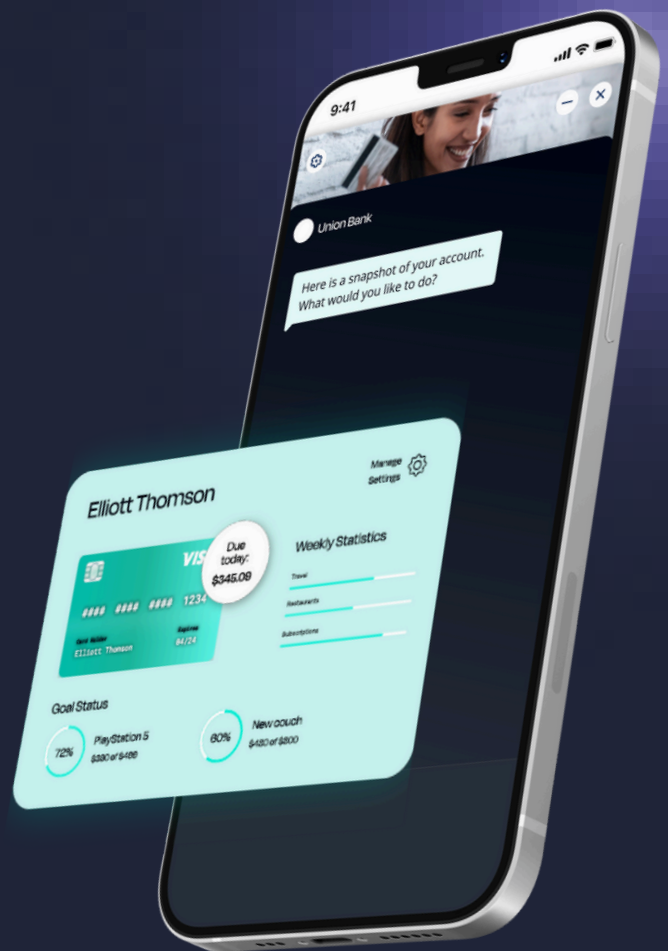 9:41
Union Bank
Here is a snapshot of your account.
What would you like to do?
Elliott Thomson
Manage
Settings
VIS
Due
today:
$345.09
#### #### #### 1234
Card Holder
Elliott Thomson
Expires
04/24
Weekly Statistics
Travel
Restaurants
Subscriptions
Goal Status
72%
PlayStation 5
60%
New couch
$480 of $800